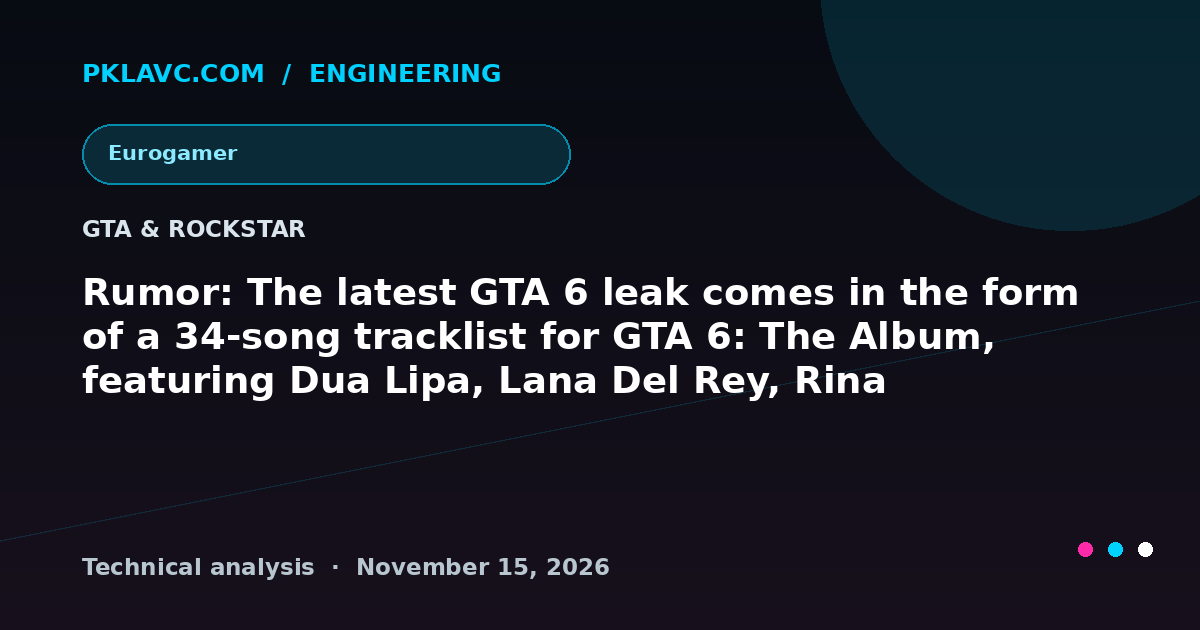 PKLAVC.COM / ENGINEERING
Eurogamer
GTA & ROCKSTAR
Rumor: The latest GTA 6 leak comes in the form
of a 34-song tracklist for GTA 6: The Album,
featuring Dua Lipa, Lana Del Rey, Rina
Technical analysis · November 15, 2026